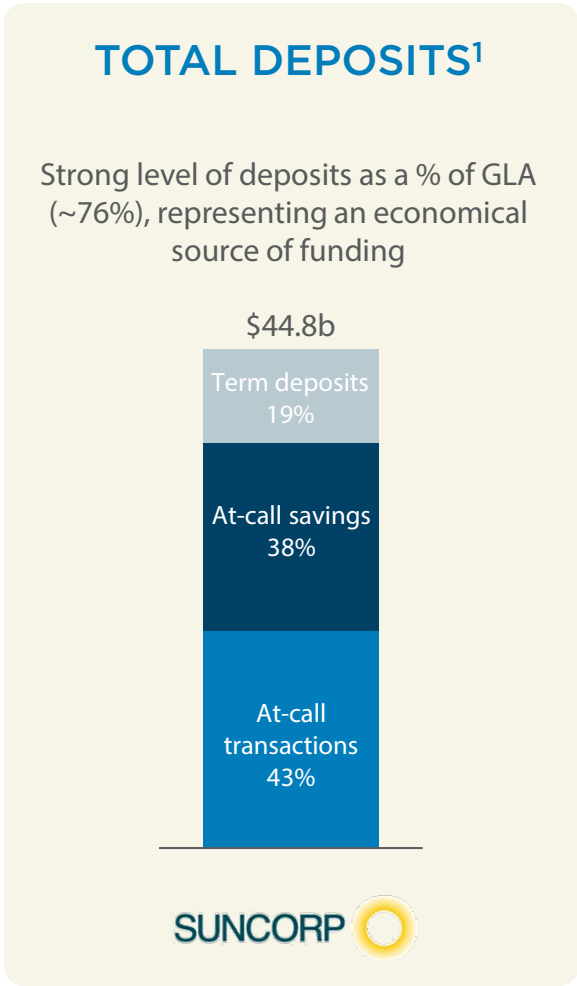 TOTAL DEPOSITS¹
Strong level of deposits as a % of GLA
(~76%), representing an economical
source of funding
$44.8b
Term deposits
19%
At-call savings
38%
At-call
transactions
43%
SUNCORP